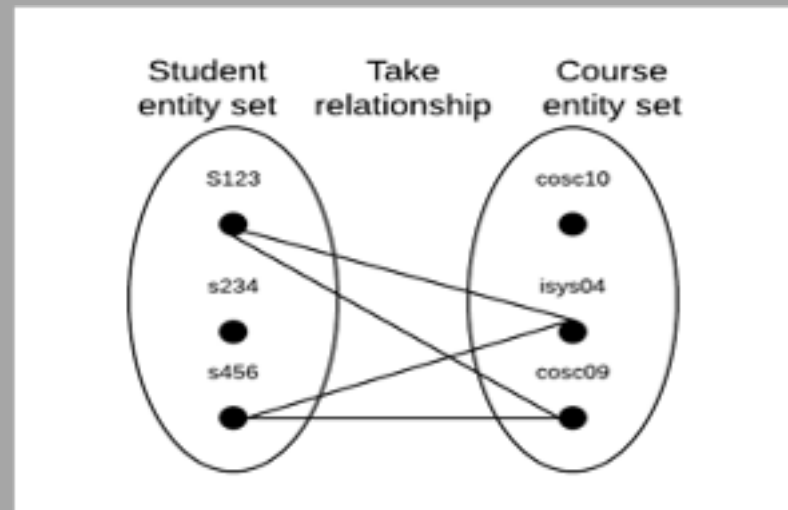 Student
entity set
Take
relationship
Course
entity set
S123
s234
s456
cosc10
isys04
cosc09